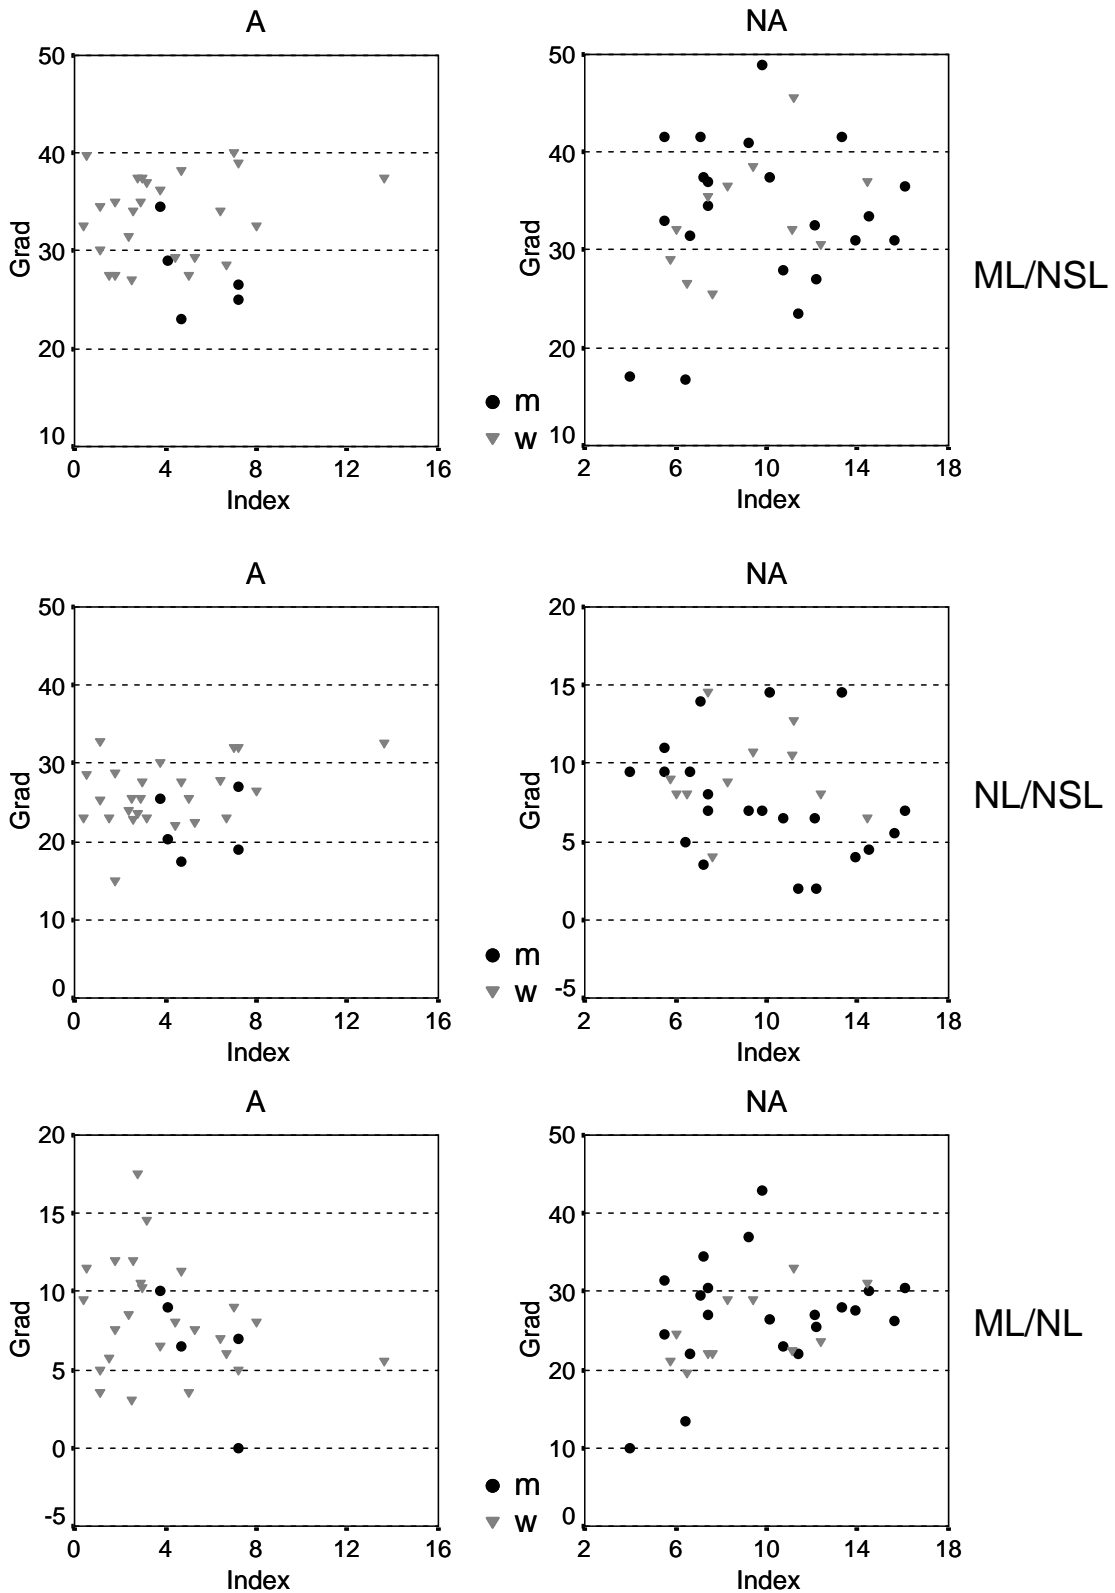 A NA
50 50
40 40
Grad 30 Grad 30 ML/NSL
20 20
m
10 w 10
0 4 8 12 16 2 6 10 14 18
Index Index
A NA
50 20
40 15
30 10
Grad Grad NL/NSL
20 5
10 0
m
0 w -5
0 4 8 12 16 2 6 10 14 18
Index Index
A NA
20 50
15 40
10 30
Grad Grad ML/NL
5 20
0 10
m
-5 w 0
0 4 8 12 16 2 6 10 14 18
Index Index